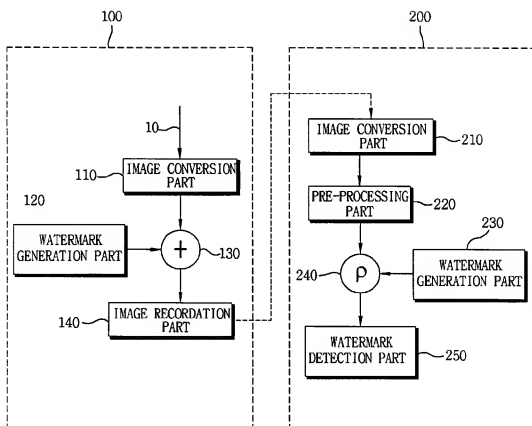 100
200
10
IMAGE CONVERSION
PART
110
IMAGE CONVERSION
PART
210
120
PRE-PROCESSING
PART
220
WATERMARK
GENERATION PART
+
130
230
240
ρ
WATERMARK
GENERATION PART
IMAGE RECORDATION
PART
140
WATERMARK
DETECTION PART
250